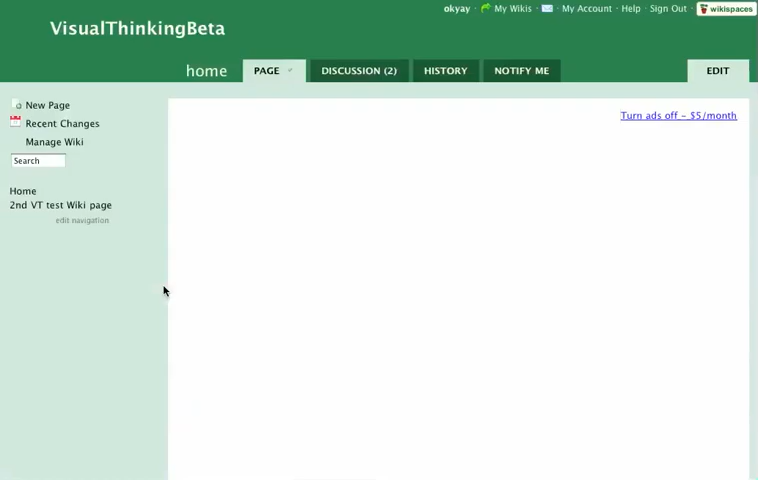 okyay · My Wikis · · My Account · Help · Sign Out · wikispaces
VisualThinkingBeta
home PAGE DISCUSSION (2) HISTORY NOTIFY ME EDIT
New Page
Recent Changes
Manage Wiki
Search
Home
2nd VT test Wiki page
edit navigation
Turn ads off – $5/month